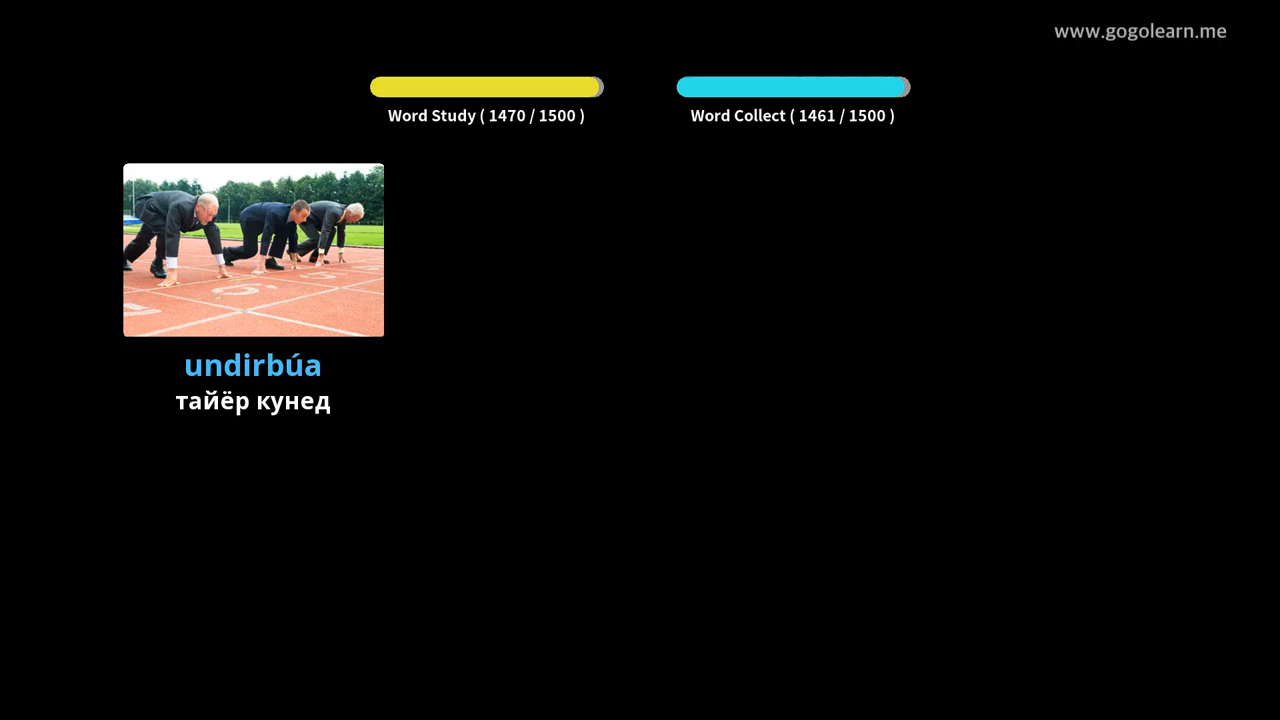 www.gogolearn.me
Word Study ( 1470 / 1500 )
Word Collect ( 1461 / 1500 )
undirbúa
тайёр кунед